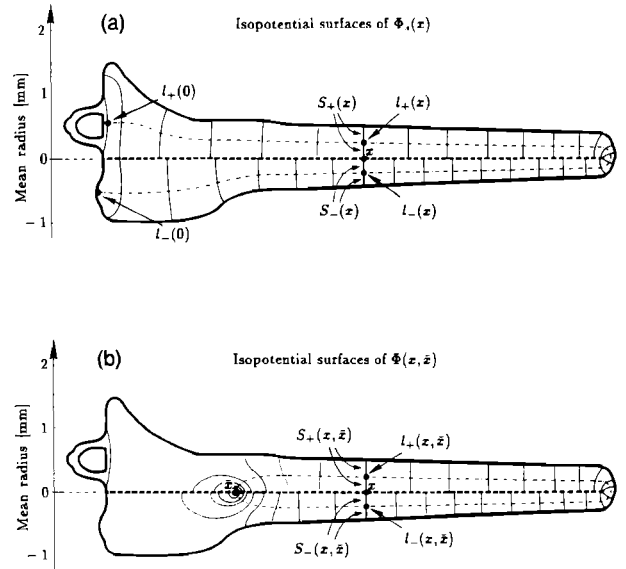 (a)
Isopotential surfaces of Φ₊(x)
Mean radius [mm]
2
1
0
−1
l₊(0)
l₋(0)
S₊(x)
l₊(x)
x
S₋(x)
l₋(x)
(b)
Isopotential surfaces of Φ(x, x̄)
Mean radius [mm]
2
1
0
−1
x̄
S₊(x, x̄)
l₊(x, x̄)
x
S₋(x, x̄)
l₋(x, x̄)